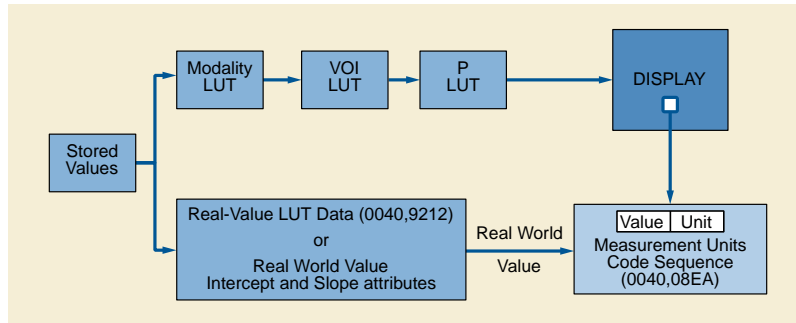 Modality
LUT
VOI
LUT
P
LUT
DISPLAY
Stored
Values
Real-Value LUT Data (0040,9212)
or
Real World Value
Intercept and Slope attributes
Real World
Value
Value Unit
Measurement Units
Code Sequence
(0040,08EA)